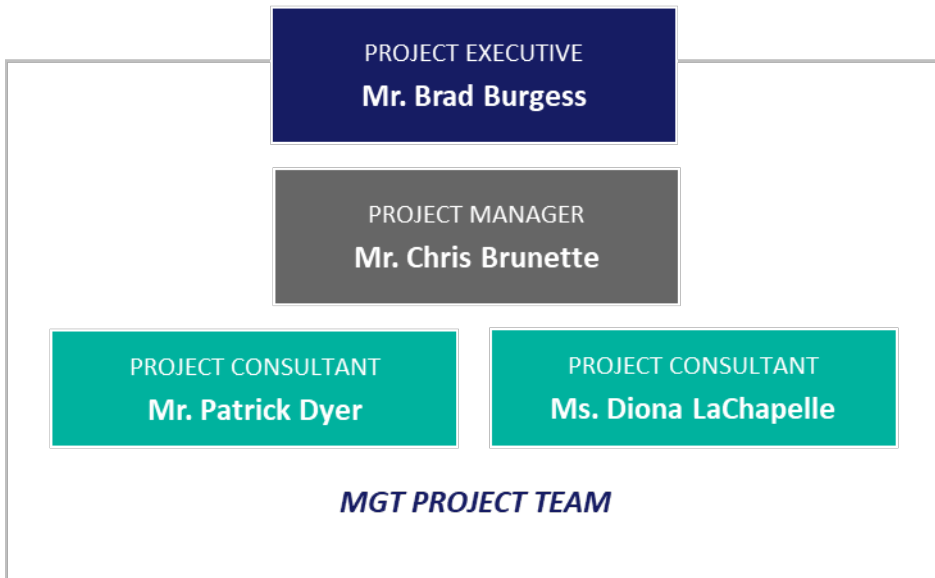 PROJECT EXECUTIVE
Mr. Brad Burgess
PROJECT MANAGER
Mr. Chris Brunette
PROJECT CONSULTANT
Mr. Patrick Dyer
PROJECT CONSULTANT
Ms. Diona LaChapelle
MGT PROJECT TEAM